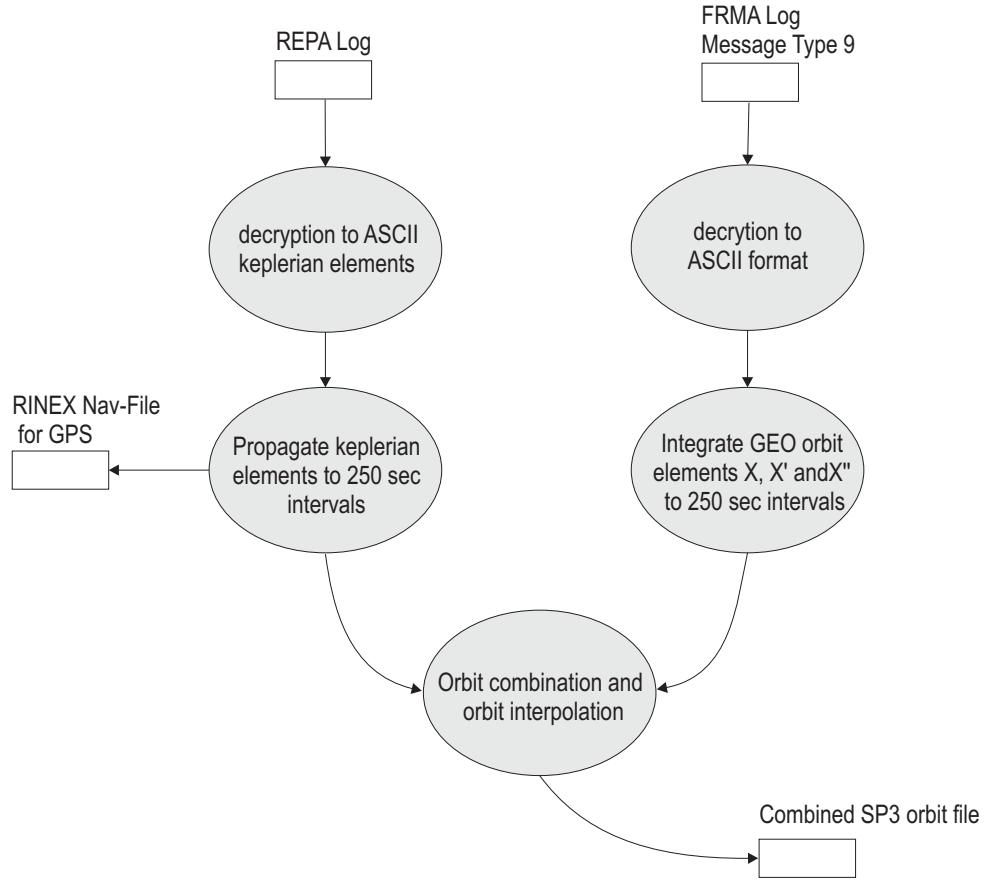 REPA Log
FRMA Log
Message Type 9
decryption to ASCII
keplerian elements
decrytion to
ASCII format
RINEX Nav-File
for GPS
Propagate keplerian
elements to 250 sec
intervals
Integrate GEO orbit
elements X, X' andX"
to 250 sec intervals
Orbit combination and
orbit interpolation
Combined SP3 orbit file